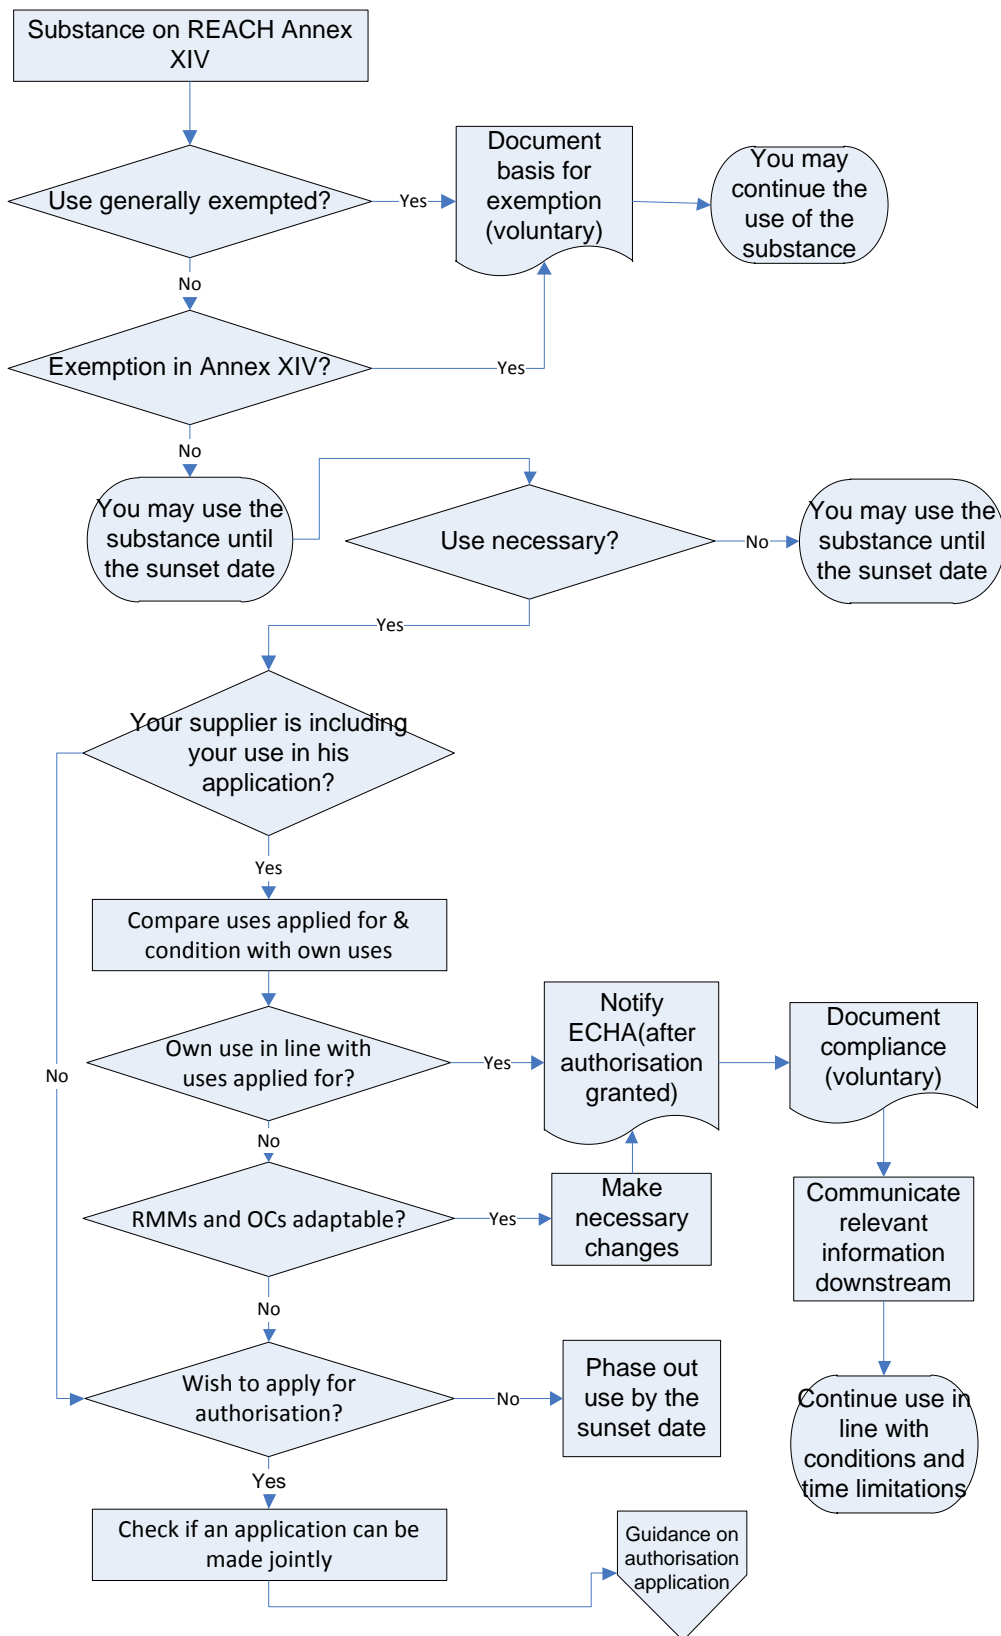 Substance on REACH Annex
XIV
Use generally exempted?
Yes
Document
basis for
exemption
(voluntary)
You may
continue the
use of the
substance
No
Exemption in Annex XIV?
Yes
No
You may use the
substance until
the sunset date
Use necessary?
No
You may use the
substance until
the sunset date
Yes
Your supplier is including
your use in his
application?
No
Yes
Compare uses applied for &
condition with own uses
Own use in line with
uses applied for?
Yes
Notify
ECHA(after
authorisation
granted)
Document
compliance
(voluntary)
No
RMMs and OCs adaptable?
Yes
Make
necessary
changes
Communicate
relevant
information
downstream
No
Wish to apply for
authorisation?
No
Phase out
use by the
sunset date
Continue use in
line with
conditions and
time limitations
Yes
Check if an application can be
made jointly
Guidance on
authorisation
application